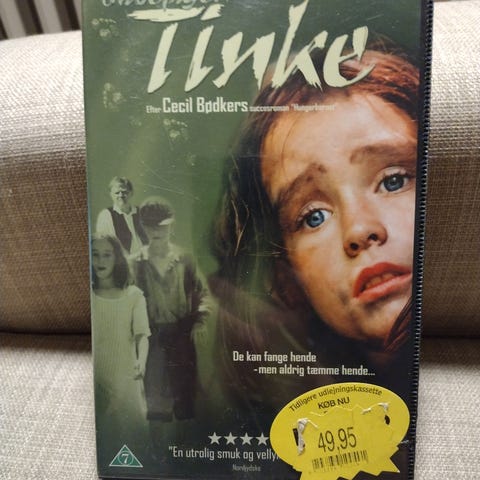 Tinke
Efter Cecil Bødkers succesroman "Hungerbarnet"
De kan fange hende
-men aldrig tæmme hende...
7
"En utrolig smuk og
Nordjydske
Tidligere udlejningskassette
KØB NU
49,95